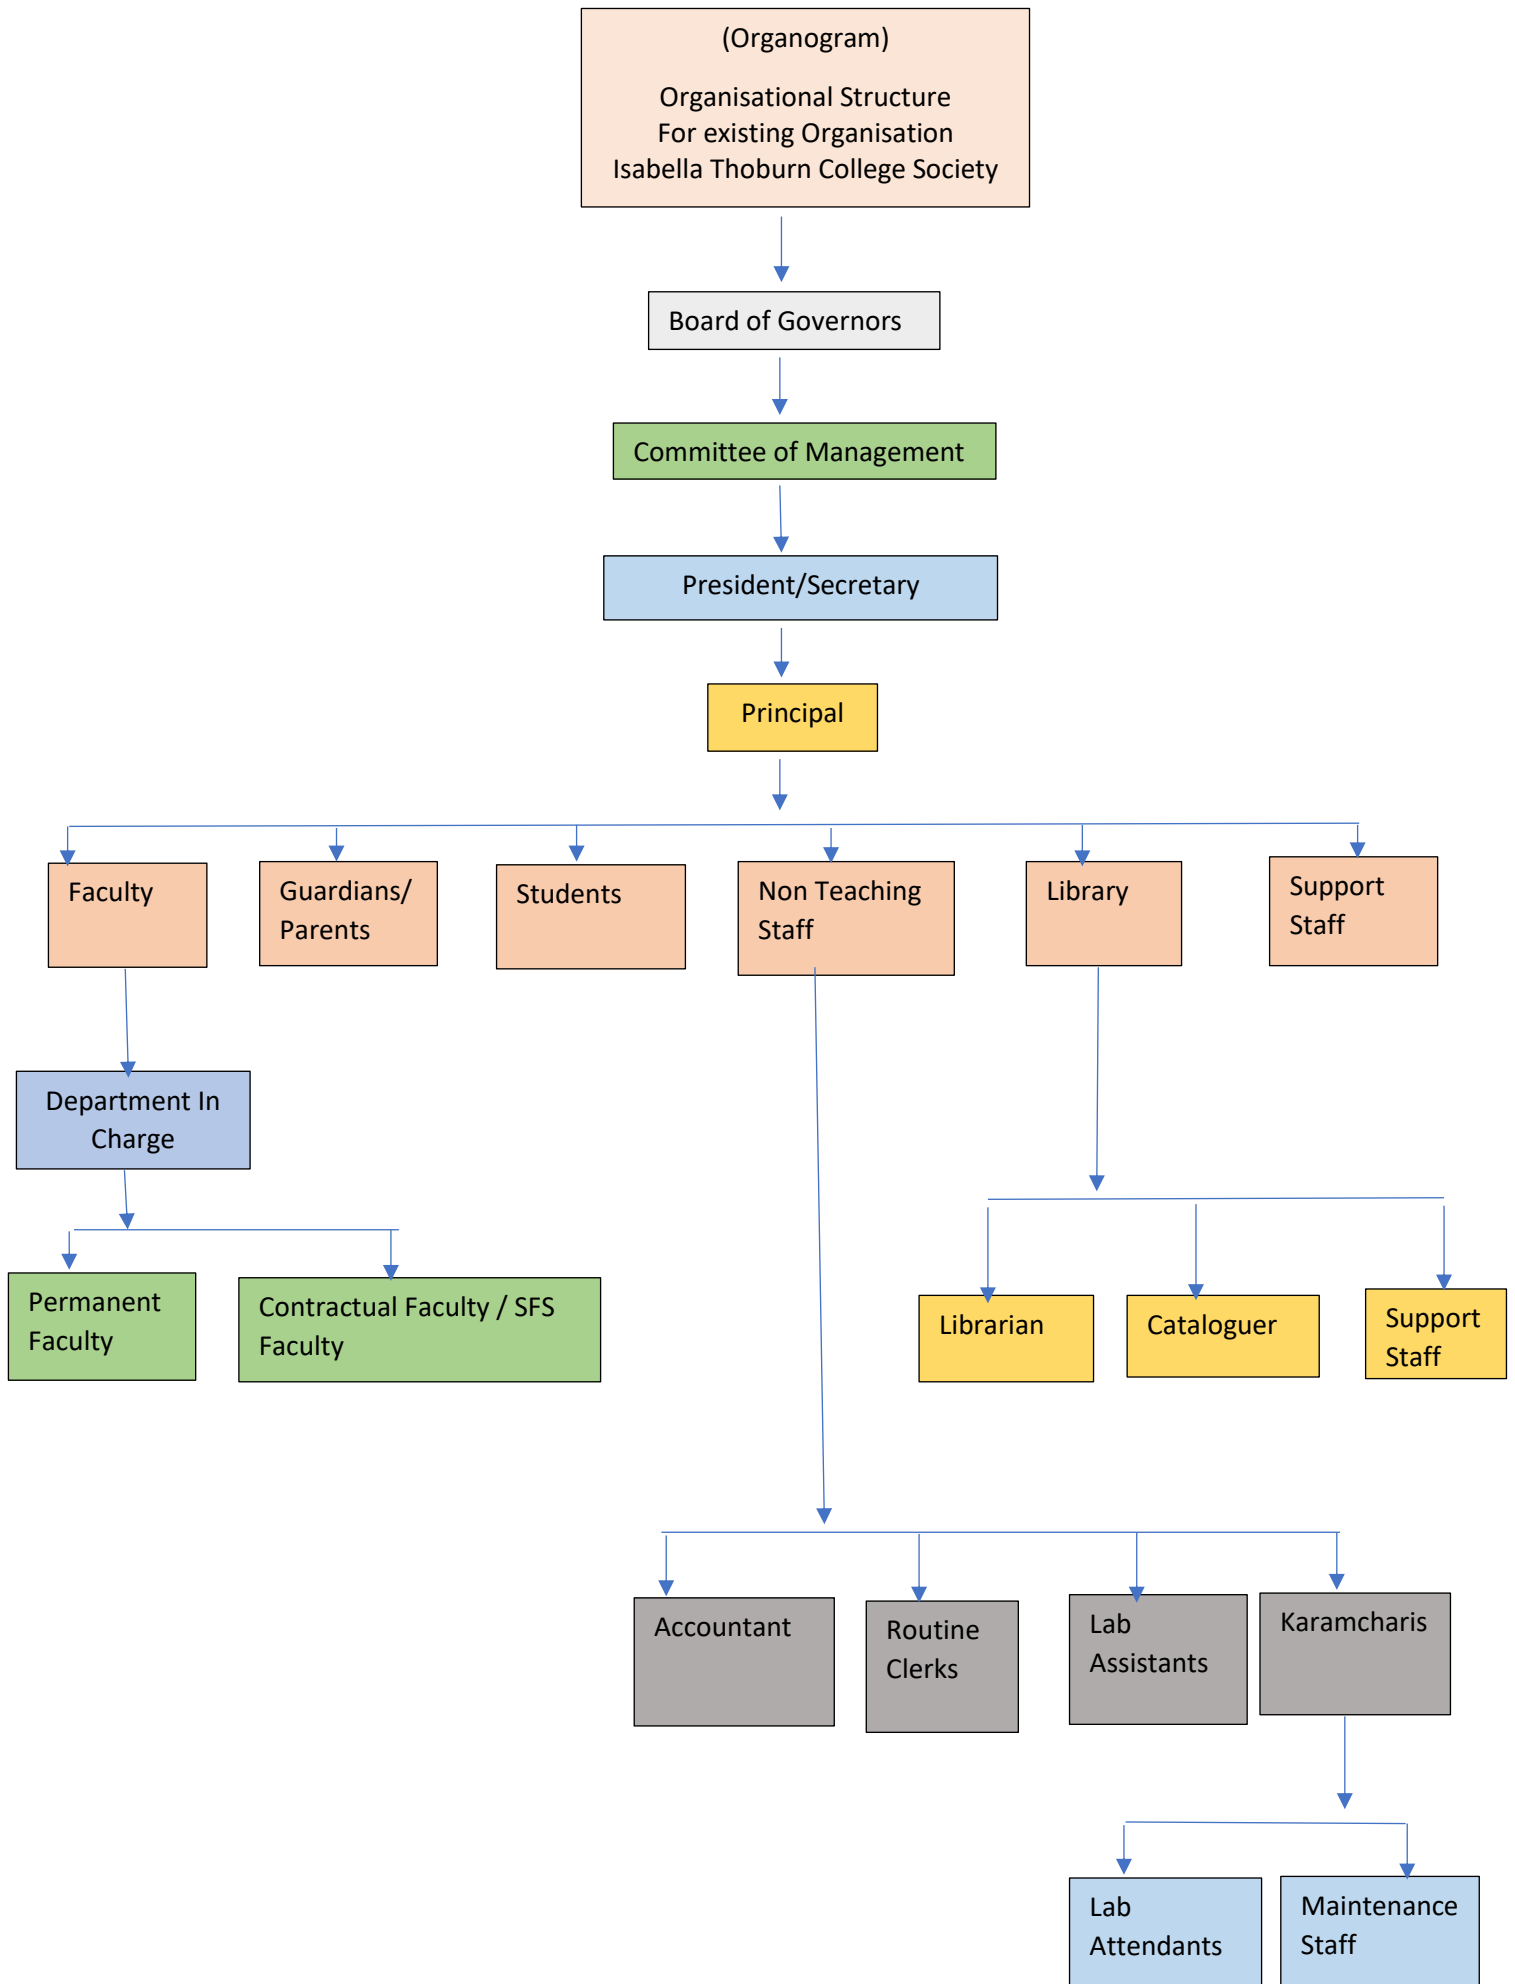 (Organogram)
Organisational Structure
For existing Organisation
Isabella Thoburn College Society
Board of Governors
Committee of Management
President/Secretary
Principal
Faculty
Guardians/
Parents
Students
Non Teaching
Staff
Library
Support
Staff
Department In
Charge
Permanent
Faculty
Contractual Faculty / SFS
Faculty
Librarian
Cataloguer
Support
Staff
Accountant
Routine
Clerks
Lab
Assistants
Karamcharis
Lab
Attendants
Maintenance
Staff